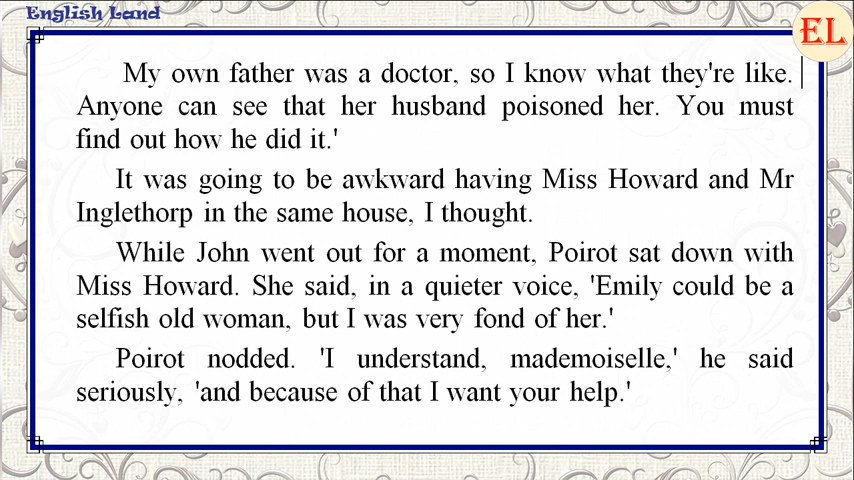 English Land
EL
My own father was a doctor, so I know what they're like.
Anyone can see that her husband poisoned her. You must
find out how he did it.'
It was going to be awkward having Miss Howard and Mr
Inglethorp in the same house, I thought.
While John went out for a moment, Poirot sat down with
Miss Howard. She said, in a quieter voice, 'Emily could be a
selfish old woman, but I was very fond of her.'
Poirot nodded. 'I understand, mademoiselle,' he said
seriously, 'and because of that I want your help.'